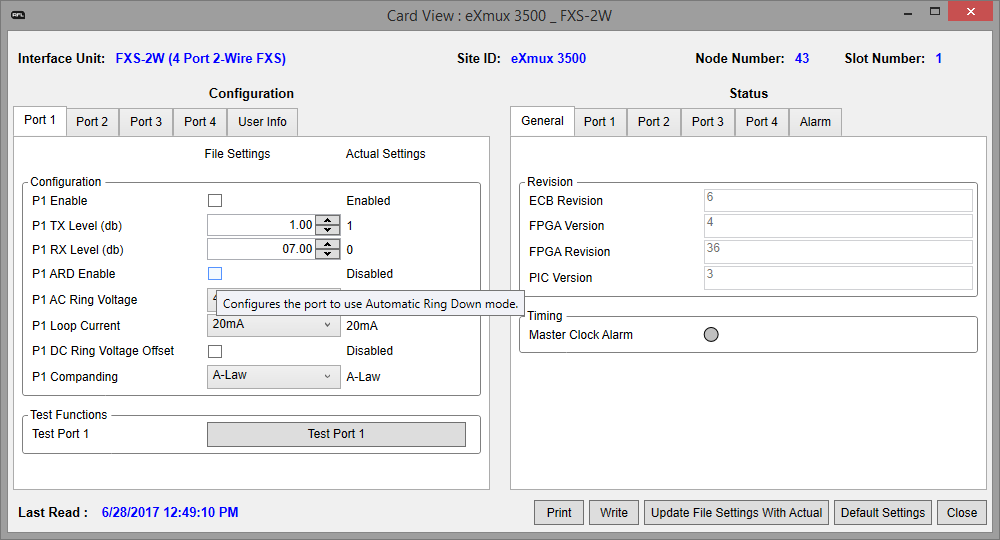 AFL
Card View : eXmux 3500 _ FXS-2W
Interface Unit: FXS-2W (4 Port 2-Wire FXS) Site ID: eXmux 3500 Node Number: 43 Slot Number: 1
Configuration
Port 1 Port 2 Port 3 Port 4 User Info
File Settings Actual Settings
Configuration
P1 Enable Enabled
P1 TX Level (db) 1.00 1
P1 RX Level (db) 07.00 0
P1 ARD Enable Disabled
P1 AC Ring Voltage
Configures the port to use Automatic Ring Down mode.
P1 Loop Current 20mA 20mA
P1 DC Ring Voltage Offset Disabled
P1 Companding A-Law A-Law
Test Functions
Test Port 1 Test Port 1
Status
General Port 1 Port 2 Port 3 Port 4 Alarm
Revision
ECB Revision 6
FPGA Version 4
FPGA Revision 36
PIC Version 3
Timing
Master Clock Alarm
Last Read : 6/28/2017 12:49:10 PM
Print Write Update File Settings With Actual Default Settings Close